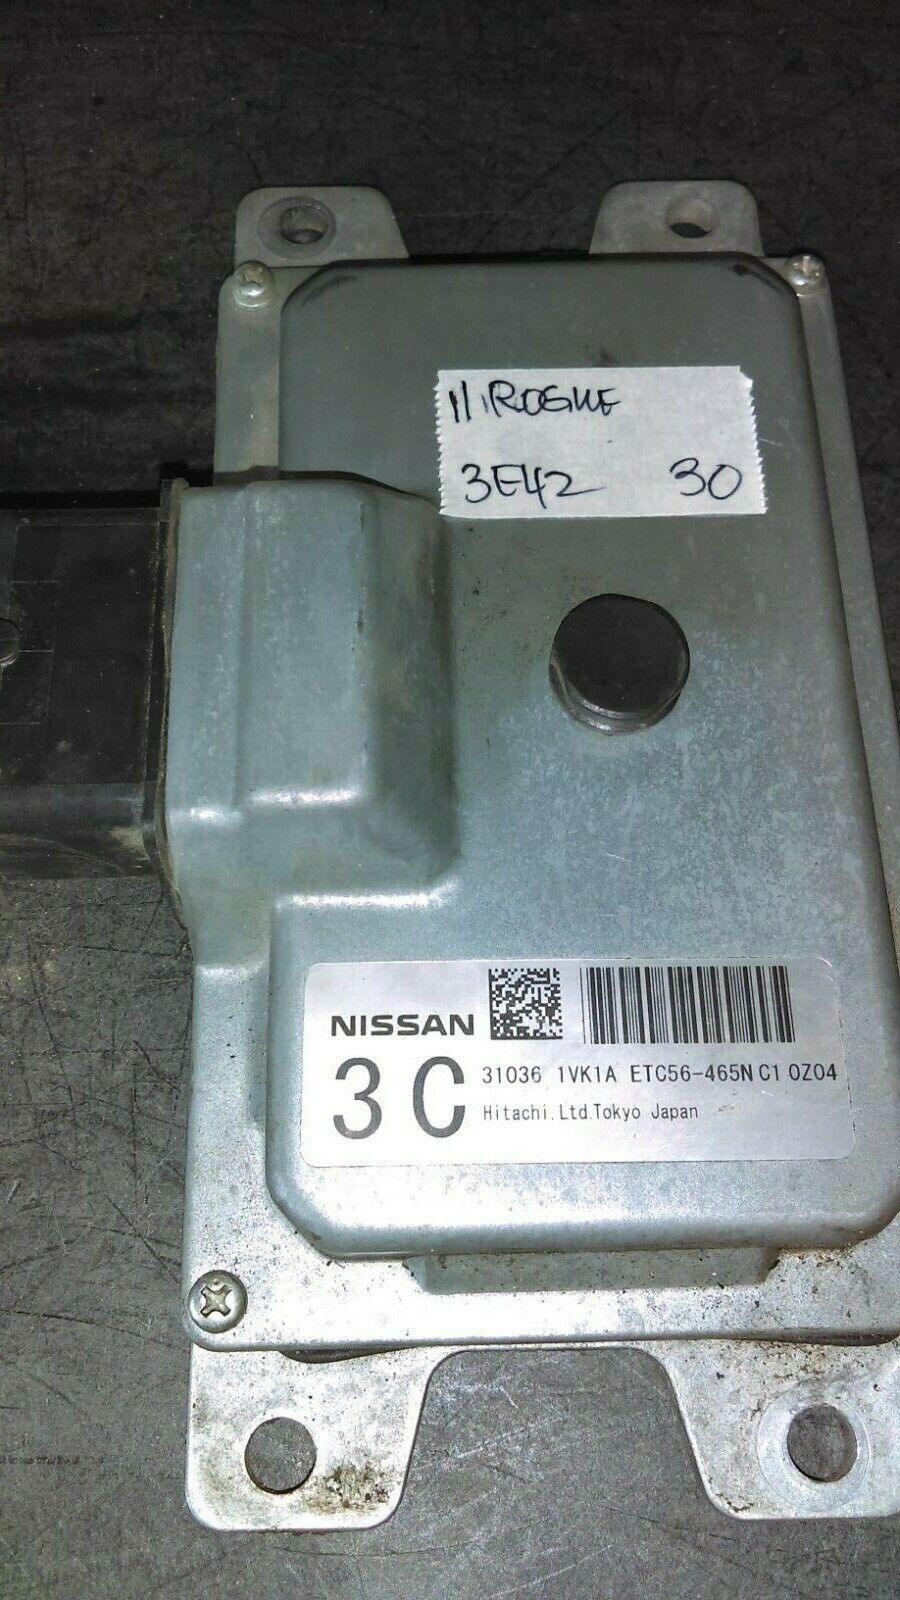 11 ROGUE
3E42 30
NISSAN
3C 31036 1VK1A ETC56-465N C1 0Z04
Hitachi.Ltd.Tokyo Japan